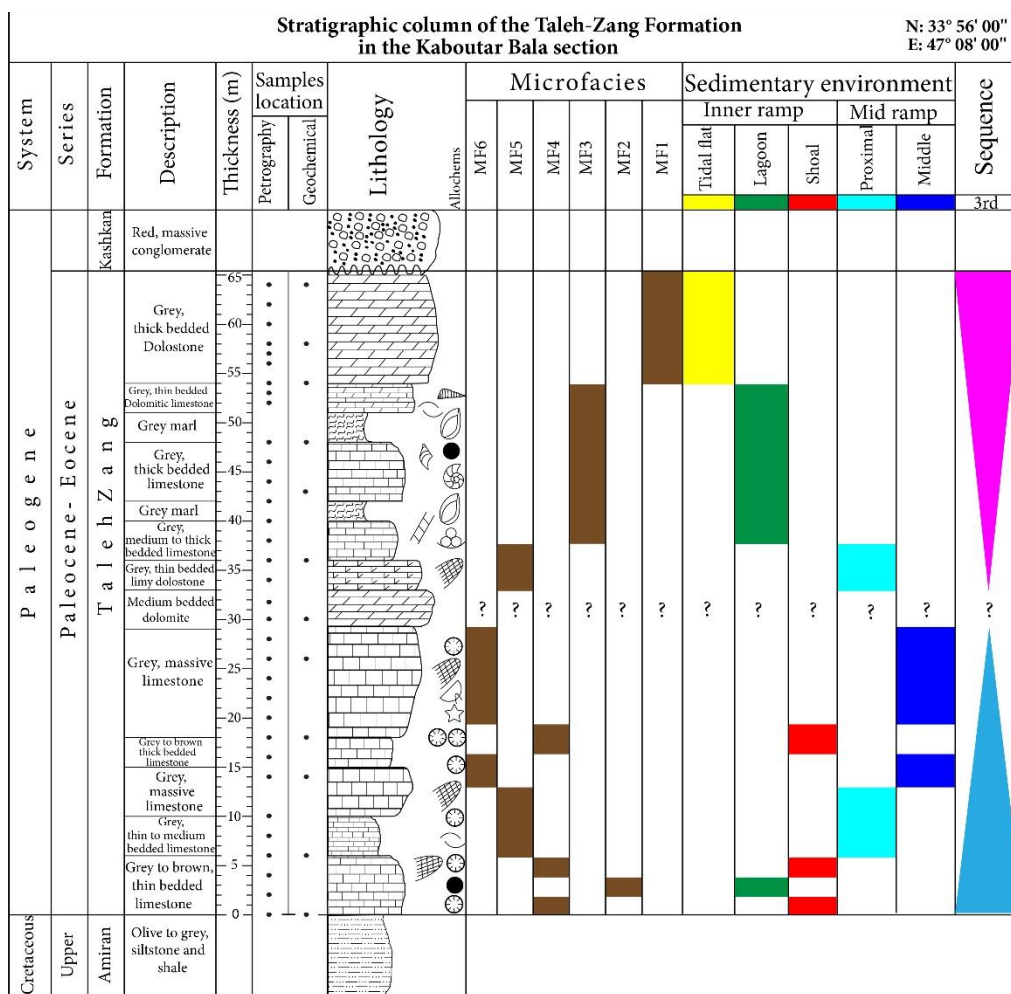 Stratigraphic column of the Taleh-Zang Formation
in the Kaboutar Bala section
N: 33° 56' 00"
E: 47° 08' 00"
System
Series
Formation
Description
Thickness (m)
Samples
location
Petrography
Geochemical
Lithology
Allochems
Microfacies
MF6
MF5
MF4
MF3
MF2
MF1
Sedimentary environment
Inner ramp
Mid ramp
Tidal flat
Lagoon
Shoal
Proximal
Middle
Sequence
3rd
Kashkan
Red, massive
conglomerate
Paleogene
Paleocene- Eocene
TalehZang
65
Grey,
thick bedded
Dolostone
60
55
Grey, thin bedded
Dolomitic limestone
Grey marl
50
Grey,
thick bedded
limestone
45
Grey marl
40
Grey,
medium to thick
bedded limestone
Grey, thin bedded
limy dolostone
35
Medium bedded
dolomite
30
? ? ? ? ? ? ? ? ? ? ? ?
Grey, massive
limestone
25
20
Grey to brown
thick bedded
limestone
15
Grey,
massive
limestone
10
Grey,
thin to medium
bedded limestone
5
Grey to brown,
thin bedded
limestone
0
Cretaceous
Upper
Amiran
Olive to grey,
siltstone and
shale